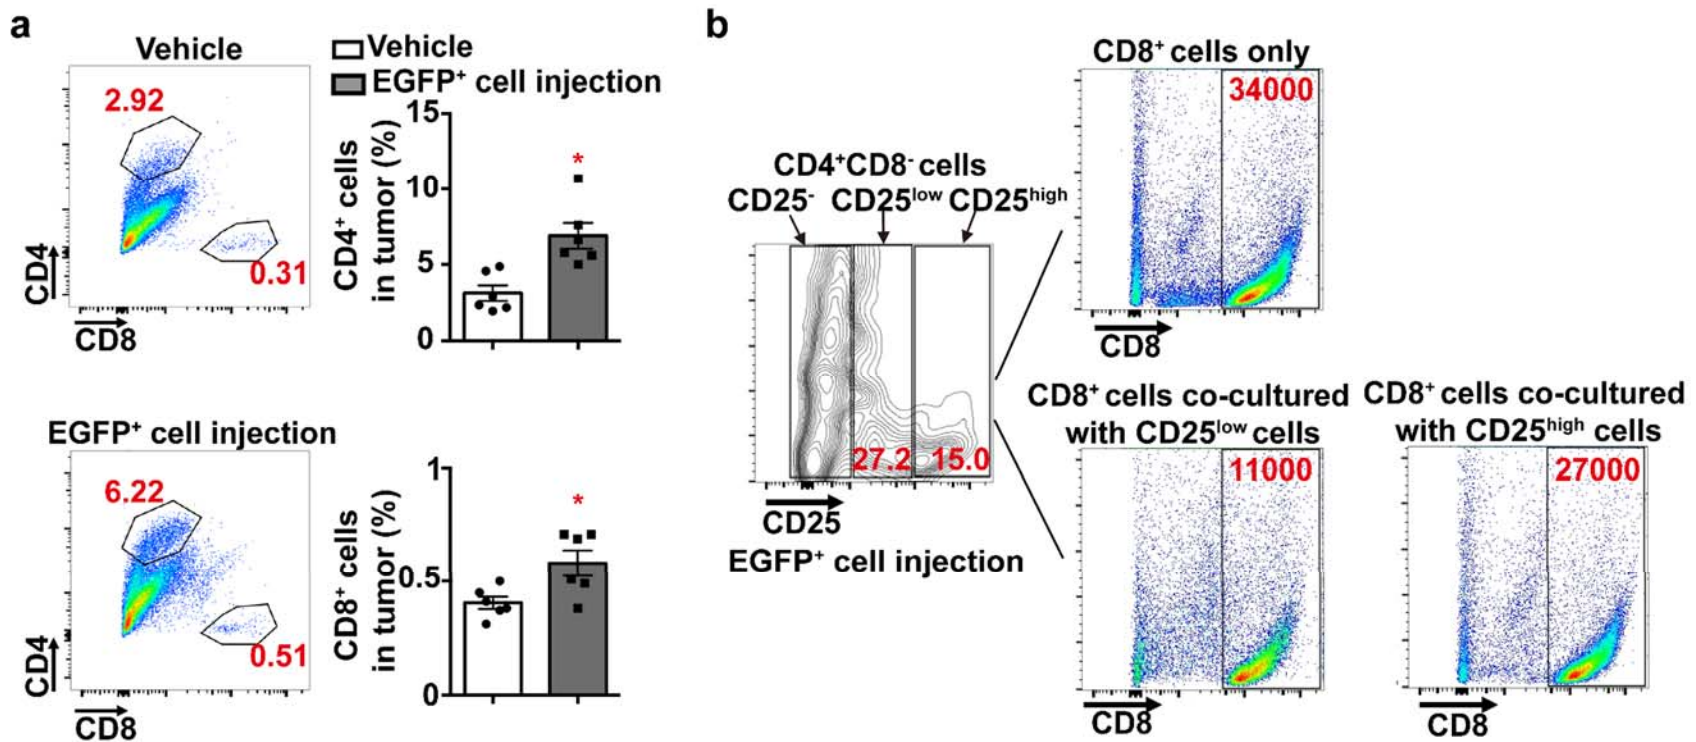 a
Vehicle
2.92
0.31
CD4
CD8
Vehicle
EGFP⁺ cell injection
CD4⁺ cells
in tumor (%)
15
10
5
0
*
EGFP⁺ cell injection
6.22
0.51
CD4
CD8
CD8⁺ cells
in tumor (%)
1
0.5
0
*
b
CD4⁺CD8⁻ cells
CD25⁻ CD25ˡᵒʷ CD25ʰⁱᵍʰ
27.2 15.0
CD25
EGFP⁺ cell injection
CD8⁺ cells only
34000
CD8
CD8⁺ cells co-cultured
with CD25ˡᵒʷ cells
11000
CD8
CD8⁺ cells co-cultured
with CD25ʰⁱᵍʰ cells
27000
CD8